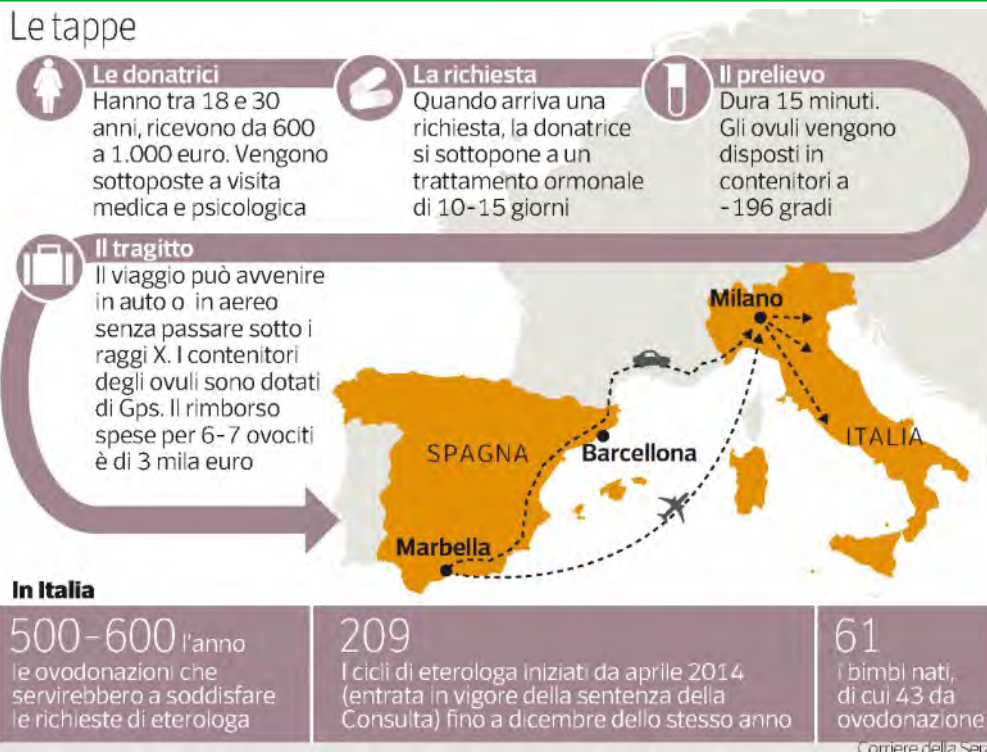 Le tappe
Le donatrici
Hanno tra 18 e 30
anni, ricevono da 600
a 1.000 euro. Vengono
sottoposte a visita
medica e psicologica
La richiesta
Quando arriva una
richiesta, la donatrice
si sottopone a un
trattamento ormonale
di 10-15 giorni
Il prelievo
Dura 15 minuti.
Gli ovuli vengono
disposti in
contenitori a
-196 gradi
Il tragitto
Il viaggio può avvenire
in auto o in aereo
senza passare sotto i
raggi X. I contenitori
degli ovuli sono dotati
di Gps. Il rimborso
spese per 6-7 ovociti
è di 3 mila euro
Milano
ITALIA
SPAGNA
Barcellona
Marbella
In Italia
500-600 l'anno
le ovodonazioni che
servirebbero a soddisfare
le richieste di eterologa
209
I cicli di eterologa iniziati da aprile 2014
(entrata in vigore della sentenza della
Consulta) fino a dicembre dello stesso anno
61
i bimbi nati,
di cui 43 da
ovodonazione
Corriere della Sera